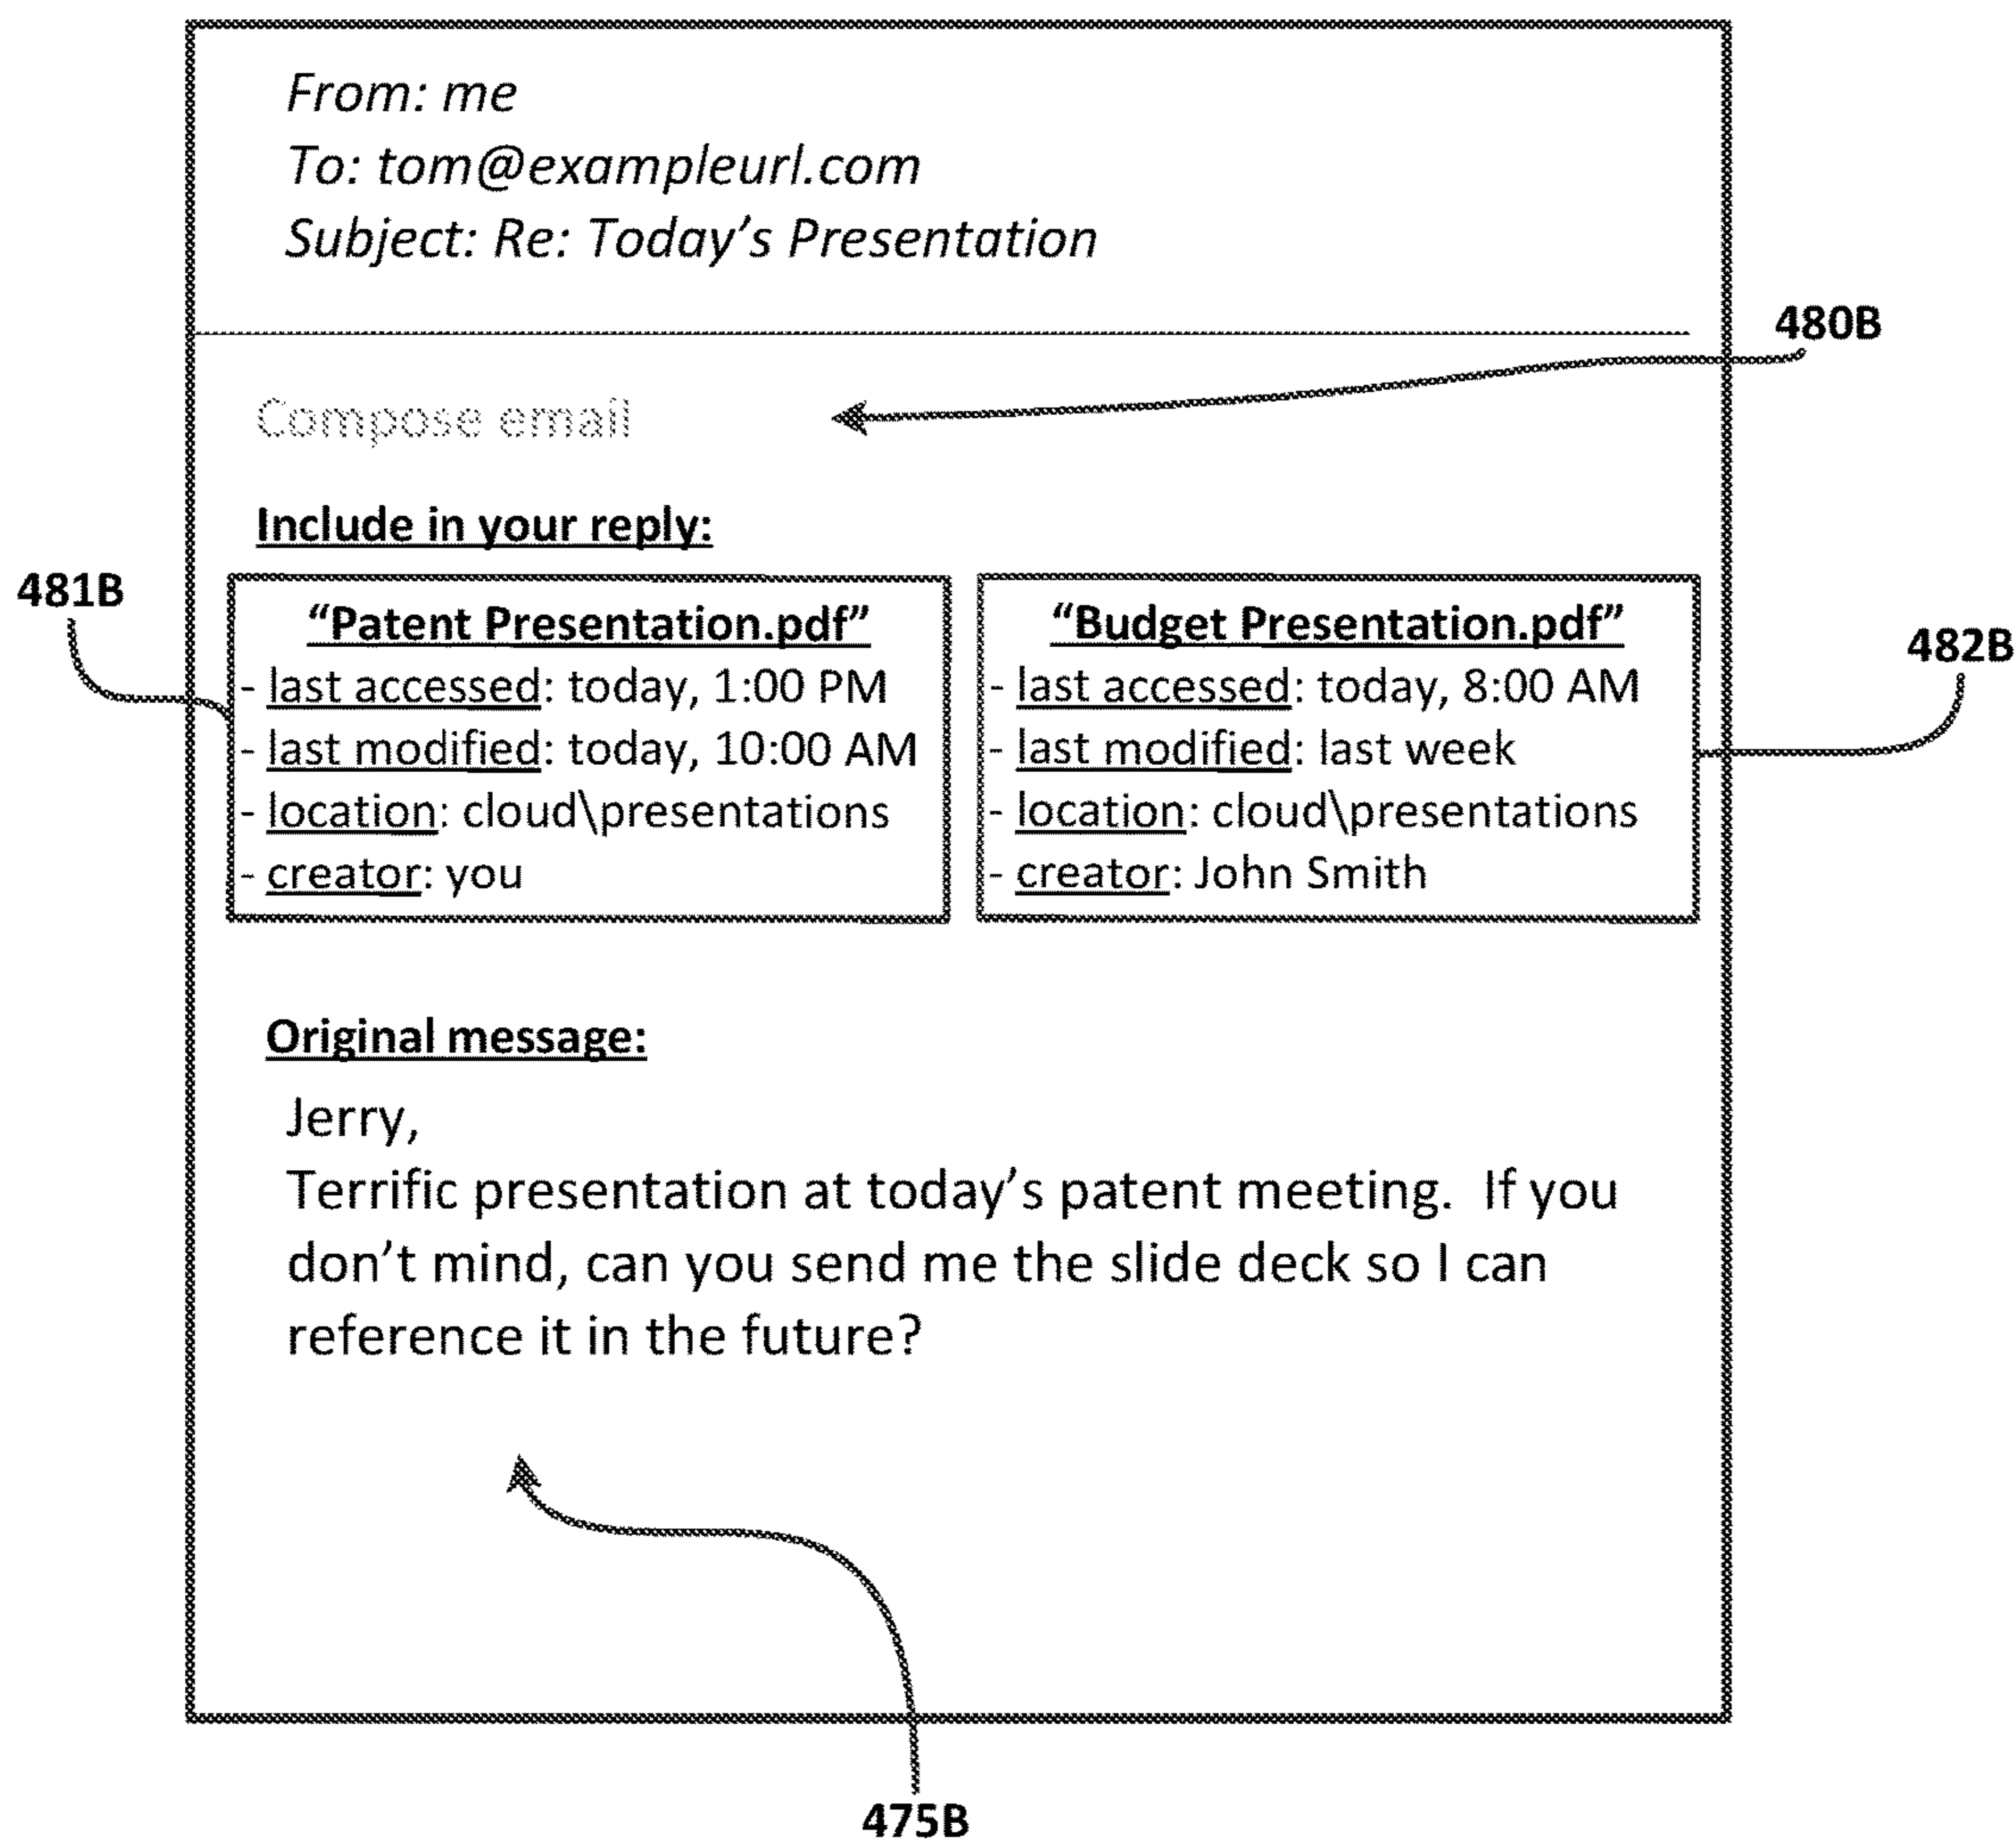 From: me
To: tom@exampleurl.com
Subject: Re: Today’s Presentation
480B
Compose email
Include in your reply:
481B
“Patent Presentation.pdf”
- last accessed: today, 1:00 PM
- last modified: today, 10:00 AM
- location: cloud\presentations
- creator: you
“Budget Presentation.pdf”
- last accessed: today, 8:00 AM
- last modified: last week
- location: cloud\presentations
- creator: John Smith
482B
Original message:
Jerry,
Terrific presentation at today’s patent meeting.  If you
don’t mind, can you send me the slide deck so I can
reference it in the future?
475B